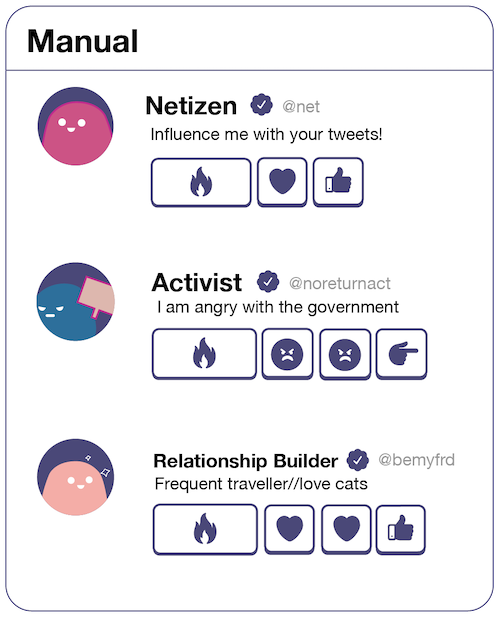 Manual
Netizen @net
Influence me with your tweets!
Activist @noreturnact
I am angry with the government
Relationship Builder @bemyfrd
Frequent traveller//love cats